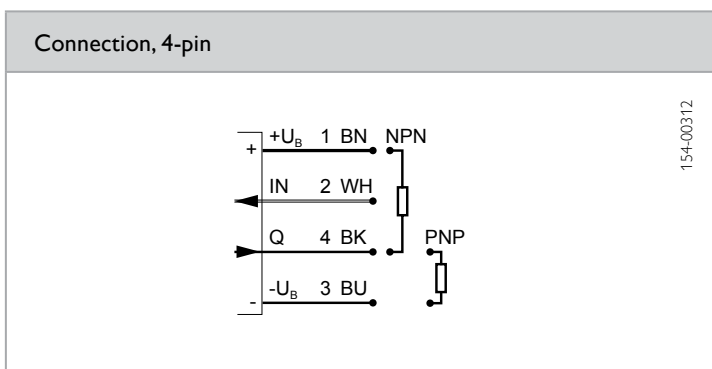 Connection, 4-pin
+ +U_B 1 BN NPN
IN 2 WH
Q 4 BK PNP
- -U_B 3 BU
154-00312